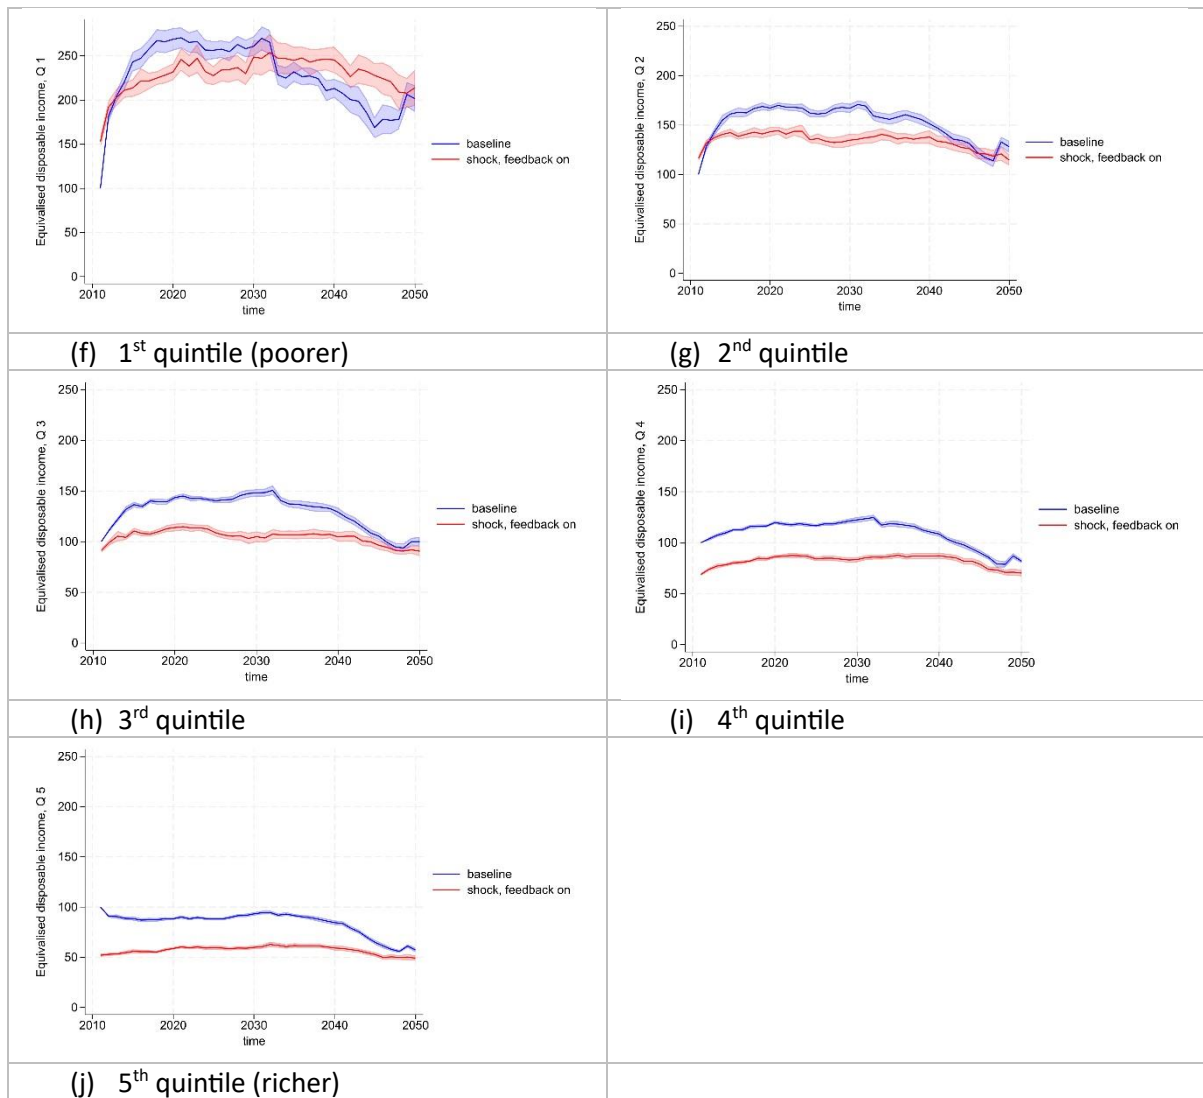 Equivalised disposable income, Q 1
250
200
150
100
50
0
2010
2020
2030
2040
2050
time
baseline
shock, feedback on
(f) 1st quintile (poorer)
Equivalised disposable income, Q 2
250
200
150
100
50
0
2010
2020
2030
2040
2050
time
baseline
shock, feedback on
(g) 2nd quintile
Equivalised disposable income, Q 3
250
200
150
100
50
0
2010
2020
2030
2040
2050
time
baseline
shock, feedback on
(h) 3rd quintile
Equivalised disposable income, Q 4
250
200
150
100
50
0
2010
2020
2030
2040
2050
time
baseline
shock, feedback on
(i) 4th quintile
Equivalised disposable income, Q 5
250
200
150
100
50
0
2010
2020
2030
2040
2050
time
baseline
shock, feedback on
(j) 5th quintile (richer)